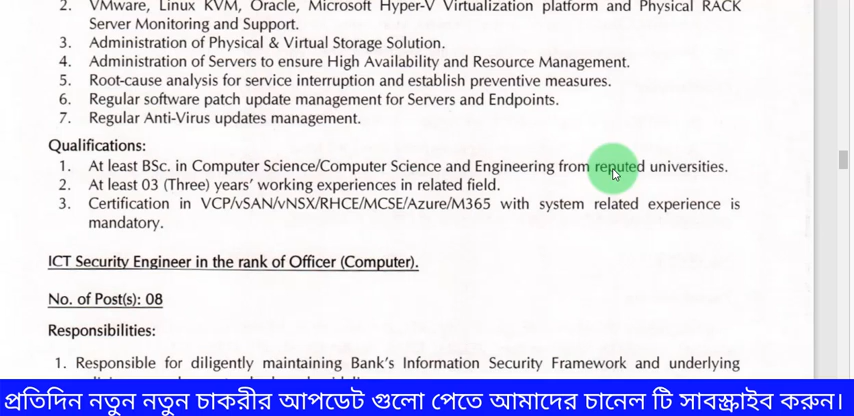 2. VMware, Linux KVM, Oracle, Microsoft Hyper-V Virtualization platform and Physical RACK
Server Monitoring and Support.
3. Administration of Physical & Virtual Storage Solution.
4. Administration of Servers to ensure High Availability and Resource Management.
5. Root-cause analysis for service interruption and establish preventive measures.
6. Regular software patch update management for Servers and Endpoints.
7. Regular Anti-Virus updates management.
Qualifications:
1. At least BSc. in Computer Science/Computer Science and Engineering from reputed universities.
2. At least 03 (Three) years' working experiences in related field.
3. Certification in VCP/vSAN/vNSX/RHCE/MCSE/Azure/M365 with system related experience is
mandatory.
ICT Security Engineer in the rank of Officer (Computer).
No. of Post(s): 08
Responsibilities:
1. Responsible for diligently maintaining Bank's Information Security Framework and underlying
প্রতিদিন নতুন নতুন চাকরীর আপডেট গুলো পেতে আমাদের চানেল টি সাবস্ক্রাইব করুন।